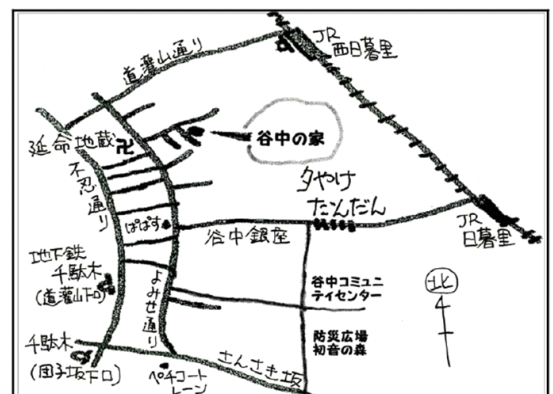 JR
西日暮里
道灌山通り
延命地蔵卍
谷中の家
不忍通り
夕やけ
だんだん
JR
日暮里
ぱぱす
谷中銀座
地下鉄
千駄木
(道灌山下口)
よみせ通り
谷中コミュニ
テイセンター
北
防災広場
初音の森
千駄木
(団子坂下口)
さんさき坂
ペチコート
レーン